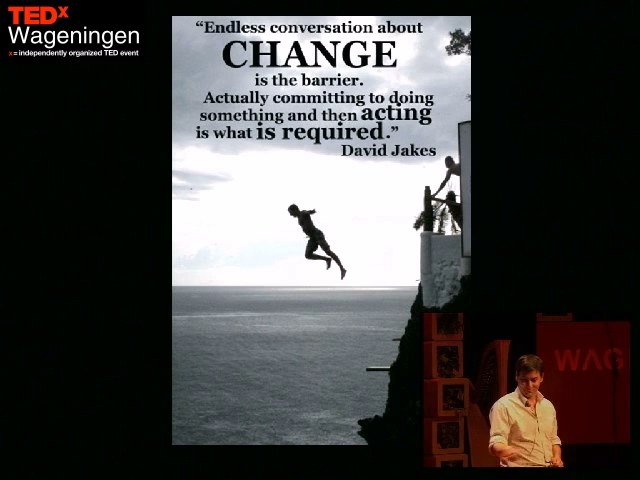 TEDx
Wageningen
x = independently organized TED event
“Endless conversation about
CHANGE
is the barrier.
Actually committing to doing
something and then acting
is what is required.”
David Jakes
WAG